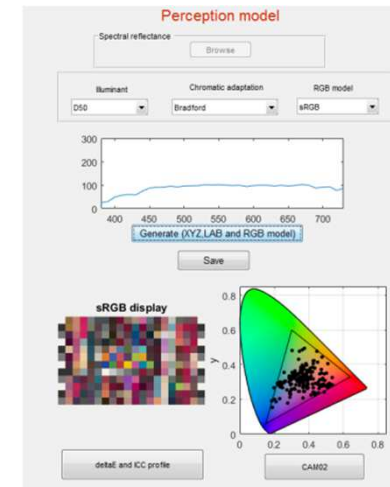 Perception model
Spectral reflectance
Browse
Illuminant Chromatic adaptation RGB model
D50 Bradford sRGB
300
200
100
0
400 450 500 550 600 650 700
Generate (XYZ,LAB and RGB model)
Save
sRGB display
0.8
0.6
y
0.4
0.2
0
0 0.2 0.4 0.6 0.8
deltaE and ICC profile
CAM02